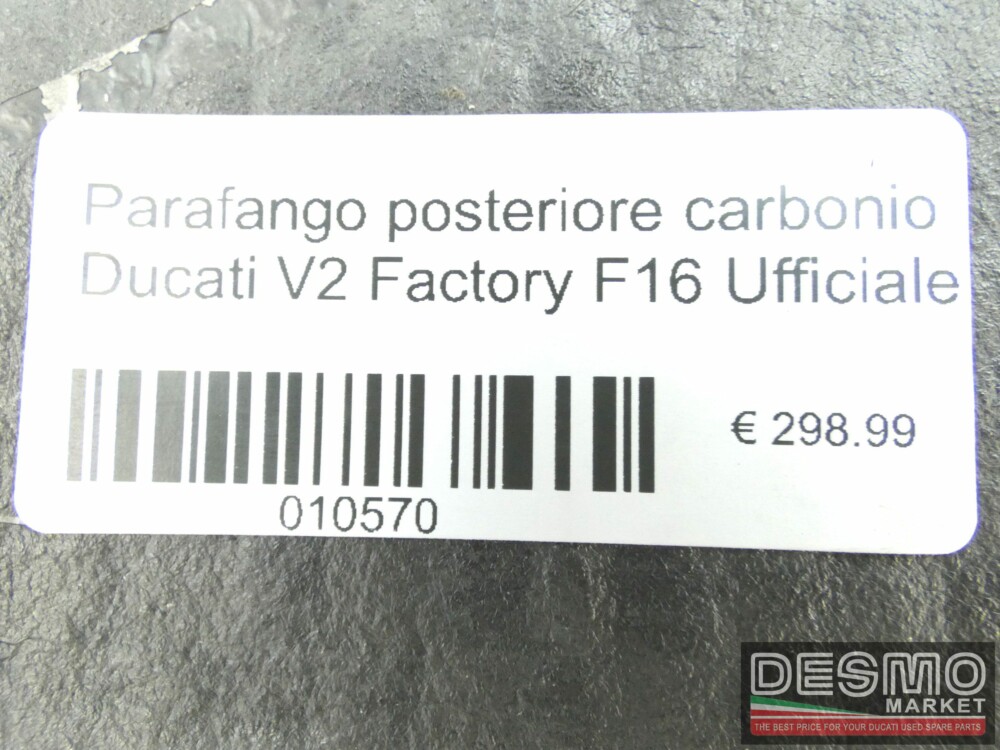 Parafango posteriore carbonio
Ducati V2 Factory F16 Ufficiale
€ 298.99
010570
DESMO
MARKET
THE BEST PRICE FOR YOUR DUCATI USED SPARE PARTS